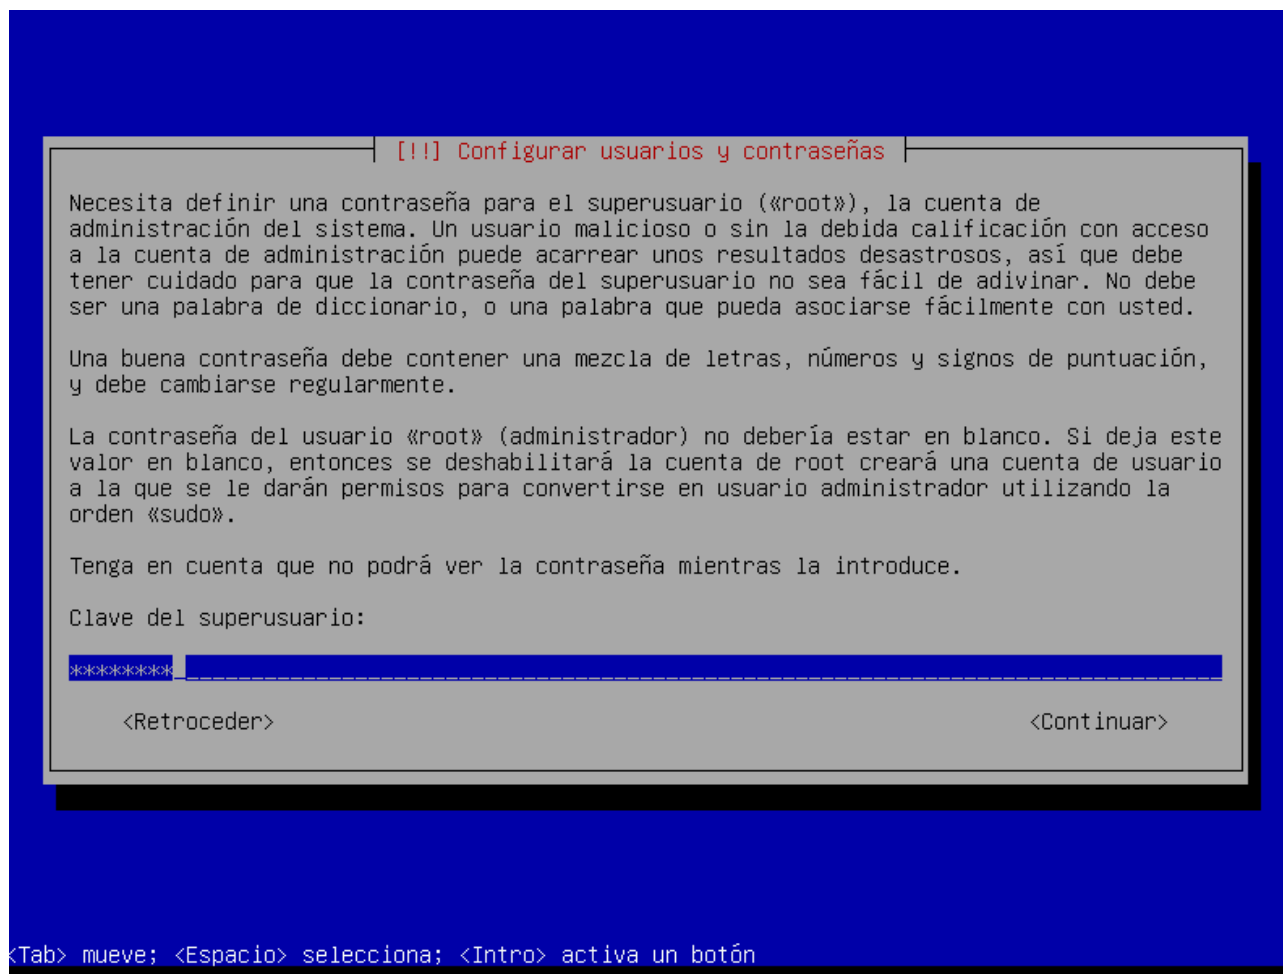 [!!] Configurar usuarios y contraseñas
Necesita definir una contraseña para el superusuario («root»), la cuenta de
administración del sistema. Un usuario malicioso o sin la debida calificación con acceso
a la cuenta de administración puede acarrear unos resultados desastrosos, así que debe
tener cuidado para que la contraseña del superusuario no sea fácil de adivinar. No debe
ser una palabra de diccionario, o una palabra que pueda asociarse fácilmente con usted.
Una buena contraseña debe contener una mezcla de letras, números y signos de puntuación,
y debe cambiarse regularmente.
La contraseña del usuario «root» (administrador) no debería estar en blanco. Si deja este
valor en blanco, entonces se deshabilitará la cuenta de root creará una cuenta de usuario
a la que se le darán permisos para convertirse en usuario administrador utilizando la
orden «sudo».
Tenga en cuenta que no podrá ver la contraseña mientras la introduce.
Clave del superusuario:
********
<Retroceder> <Continuar>
<Tab> mueve; <Espacio> selecciona; <Intro> activa un botón